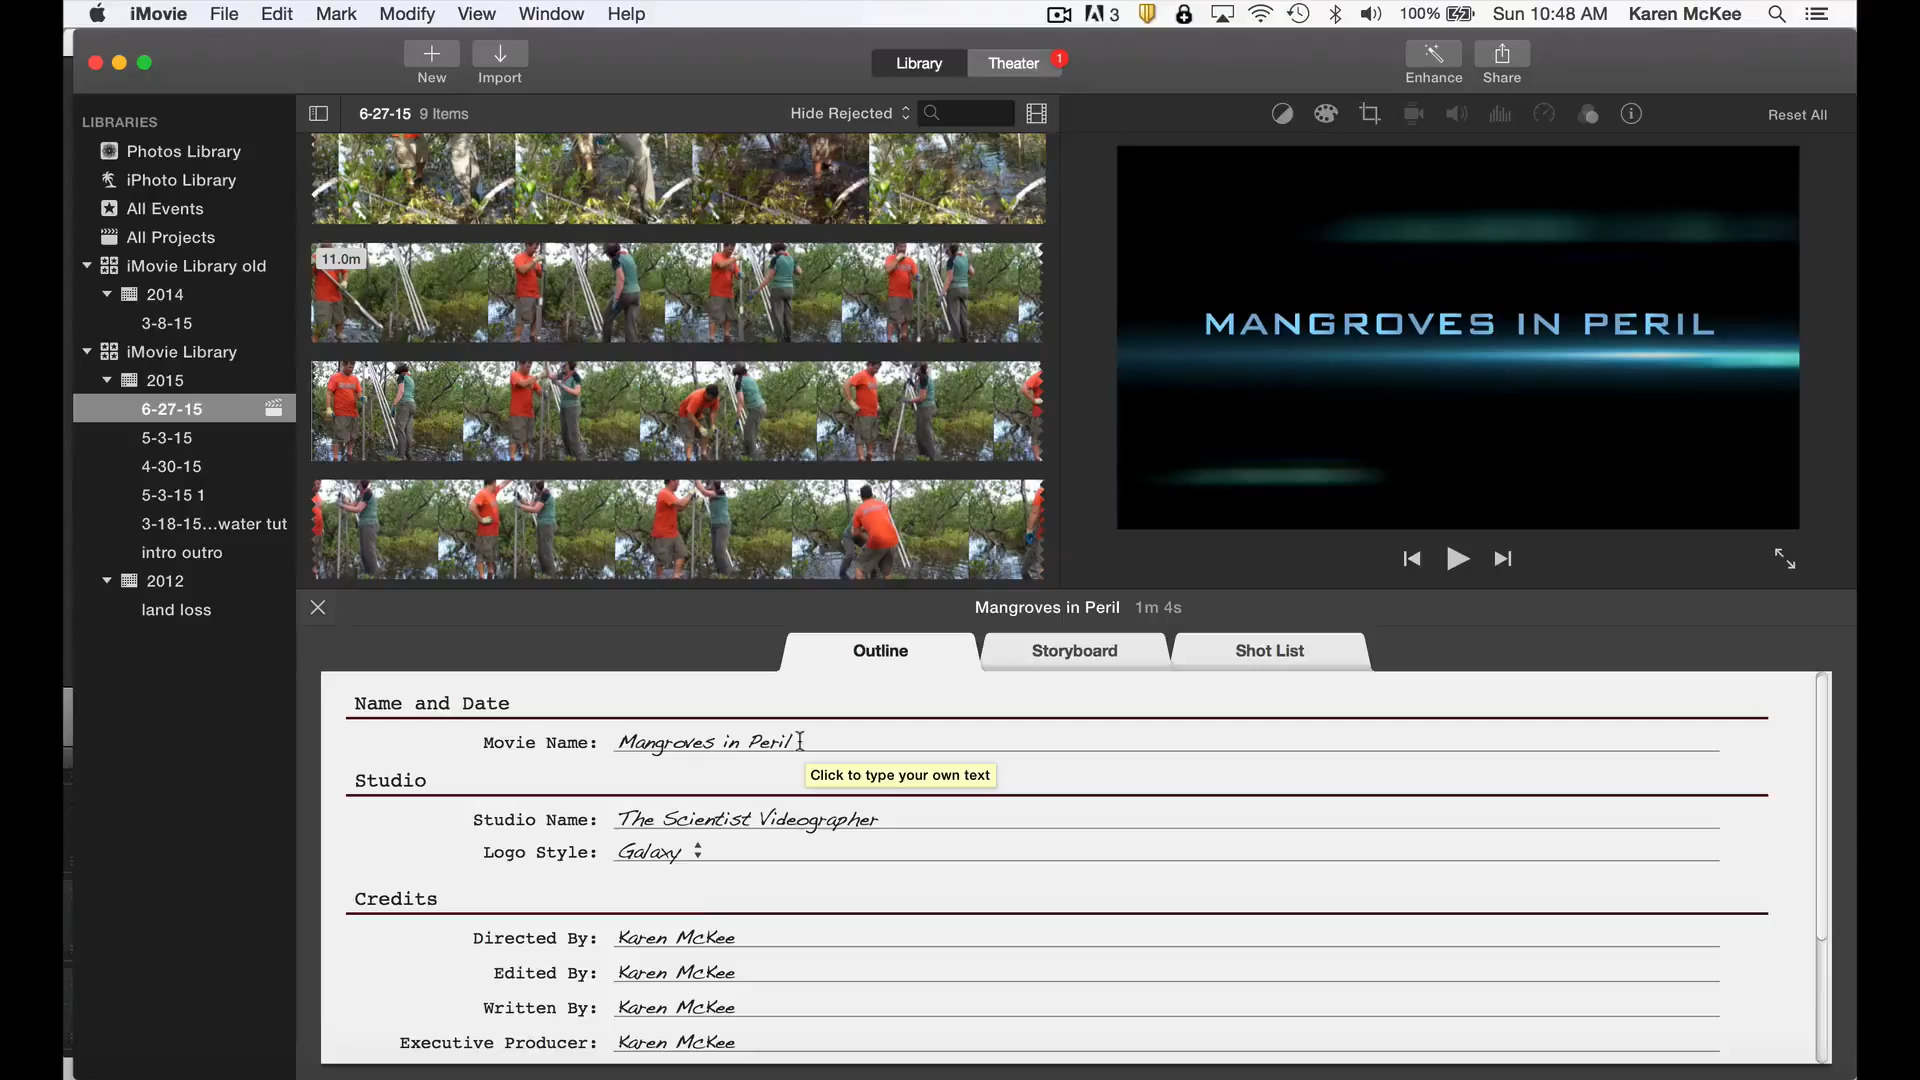 iMovie File Edit Mark Modify View Window Help 3 100% Sun 10:48 AM Karen McKee
New Import Library Theater 1 Enhance Share
LIBRARIES
Photos Library
iPhoto Library
All Events
All Projects
iMovie Library old
2014
3-8-15
iMovie Library
2015
6-27-15
5-3-15
4-30-15
5-3-15 1
3-18-15...water tut
intro outro
2012
land loss
6-27-15 9 Items Hide Rejected
11.0m
Reset All
MANGROVES IN PERIL
Mangroves in Peril 1m 4s
Outline Storyboard Shot List
Name and Date
Movie Name: Mangroves in Peril
Click to type your own text
Studio
Studio Name: The Scientist Videographer
Logo Style: Galaxy
Credits
Directed By: Karen McKee
Edited By: Karen McKee
Written By: Karen McKee
Executive Producer: Karen McKee